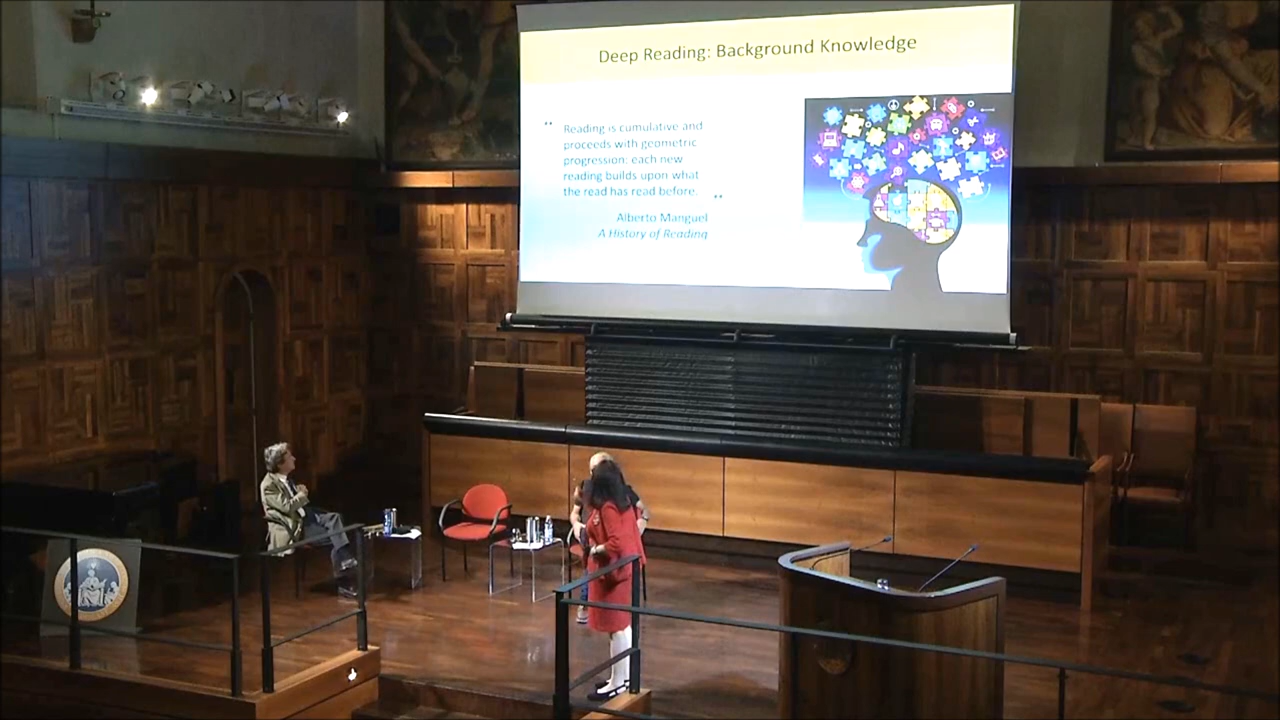 Deep Reading: Background Knowledge
" Reading is cumulative and
proceeds with geometric
progression: each new
reading builds upon what
the read has read before. "
Alberto Manguel
A History of Reading